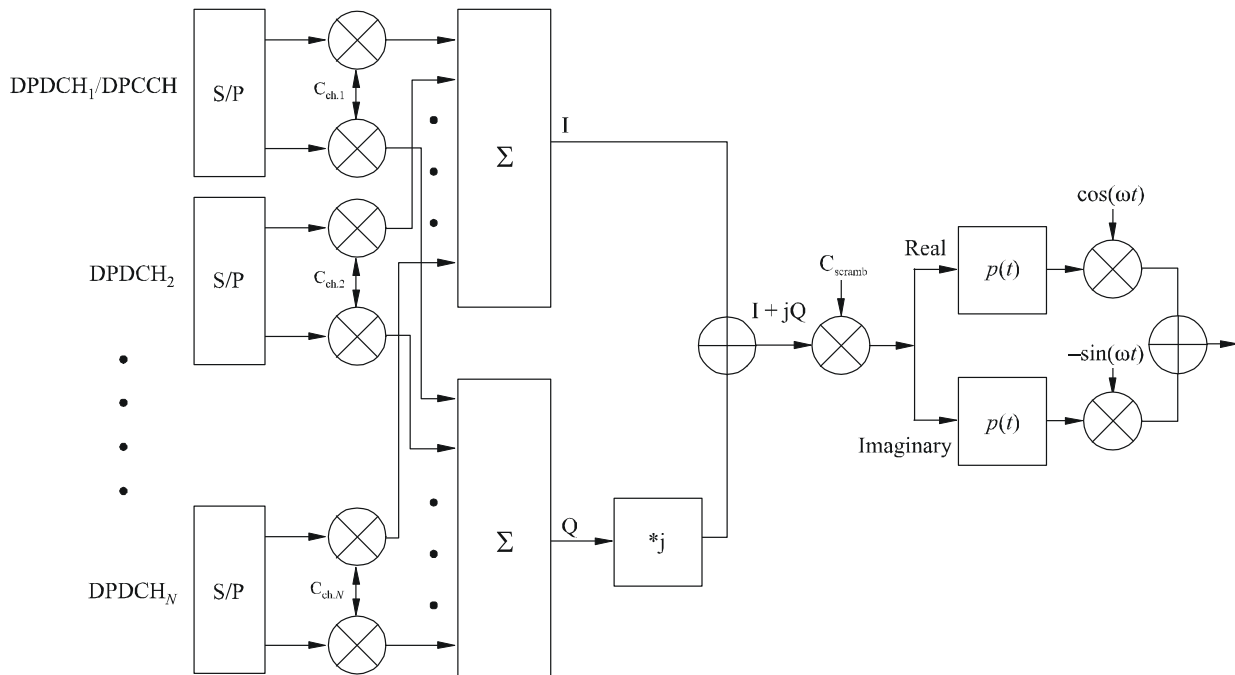 DPDCH1/DPCCH
S/P
Cch.1
Σ
I
DPDCH2
S/P
Cch.2
cos(ωt)
Real
p(t)
Cscramb
I + jQ
−sin(ωt)
Imaginary
p(t)
Σ
Q
*j
DPDCHN
S/P
Cch.N